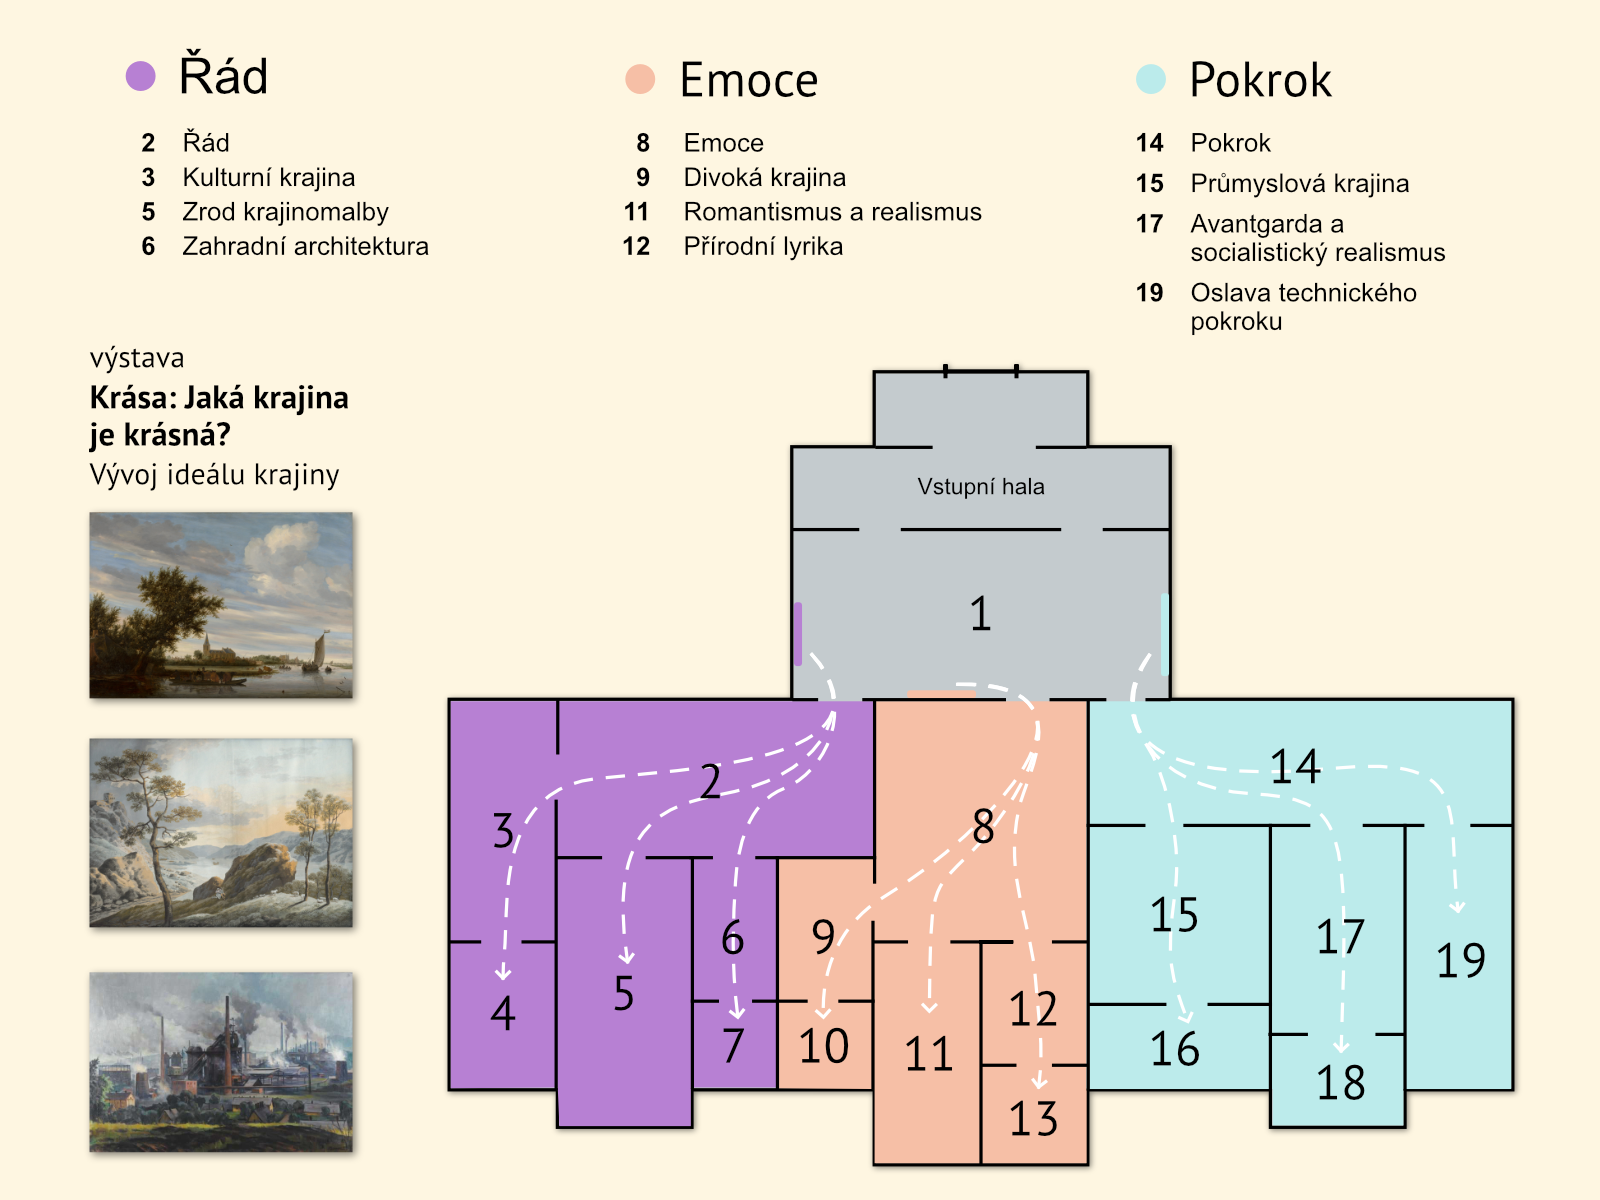 Řád
2 Řád
3 Kulturní krajina
5 Zrod krajinomalby
6 Zahradní architektura
Emoce
8 Emoce
9 Divoká krajina
11 Romantismus a realismus
12 Přírodní lyrika
Pokrok
14 Pokrok
15 Průmyslová krajina
17 Avantgarda a
socialistický realismus
19 Oslava technického
pokroku
výstava
Krása: Jaká krajina
je krásná?
Vývoj ideálu krajiny
Vstupní hala
1
2
3
4
5
6
7
8
9
10
11
12
13
14
15
16
17
18
19